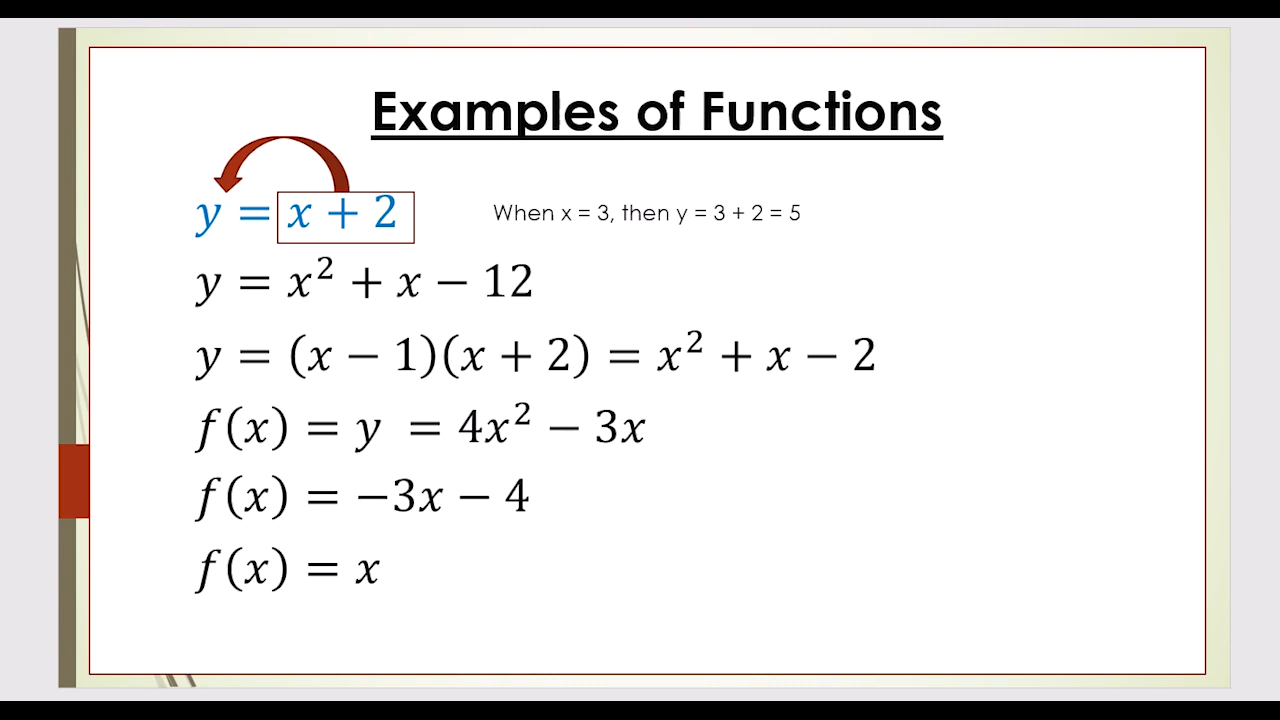 Examples of Functions
y = x + 2
When x = 3, then y = 3 + 2 = 5
y = x² + x − 12
y = (x − 1)(x + 2) = x² + x − 2
f(x) = y = 4x² − 3x
f(x) = −3x − 4
f(x) = x